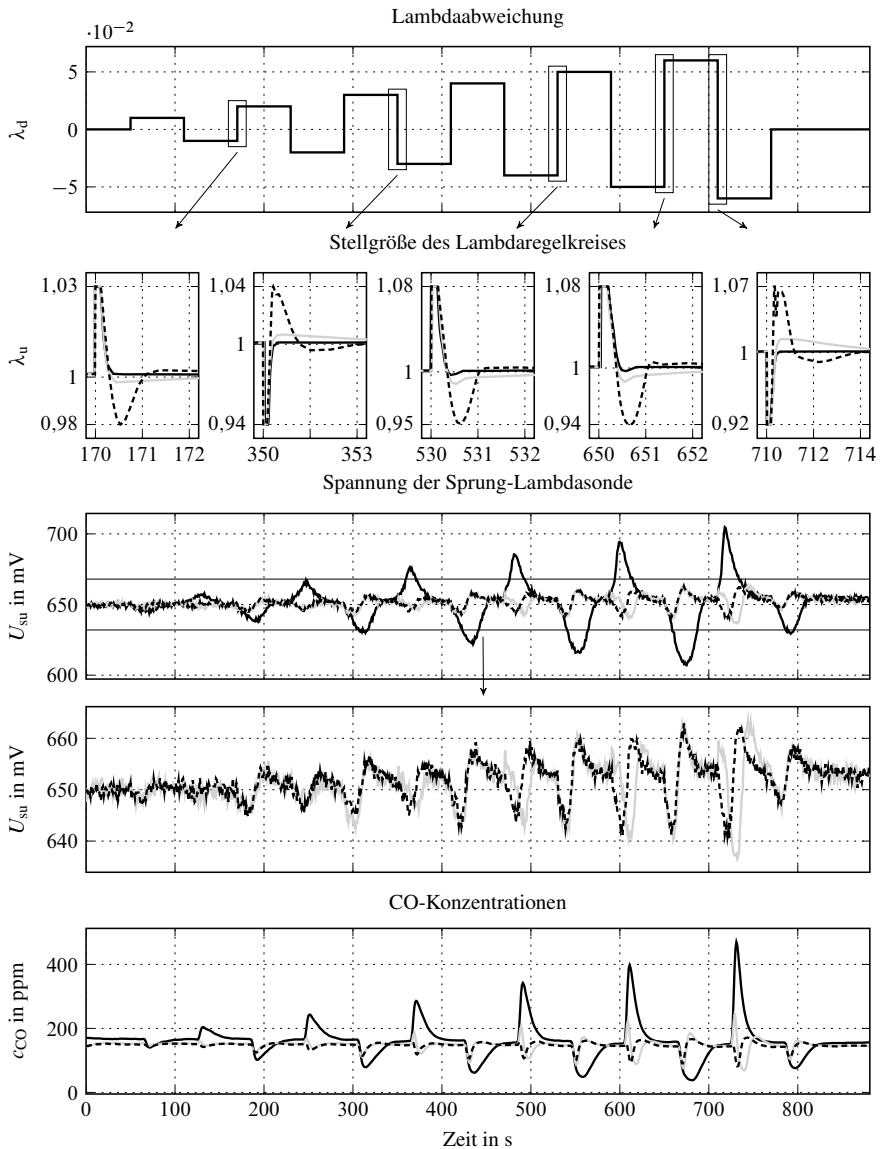 Lambdaabweichung
·10⁻²
5
0
−5
λd
Stellgröße des Lambdaregelkreises
λu
1,03
1
0,98
170 171 172
1,04
1
0,94
350 353
1,08
1
0,95
530 531 532
1,08
1
0,94
650 651 652
1,07
1
0,92
710 712 714
Spannung der Sprung-Lambdasonde
Usu in mV
700
650
600
Usu in mV
660
650
640
CO-Konzentrationen
cCO in ppm
400
200
0
0 100 200 300 400 500 600 700 800
Zeit in s